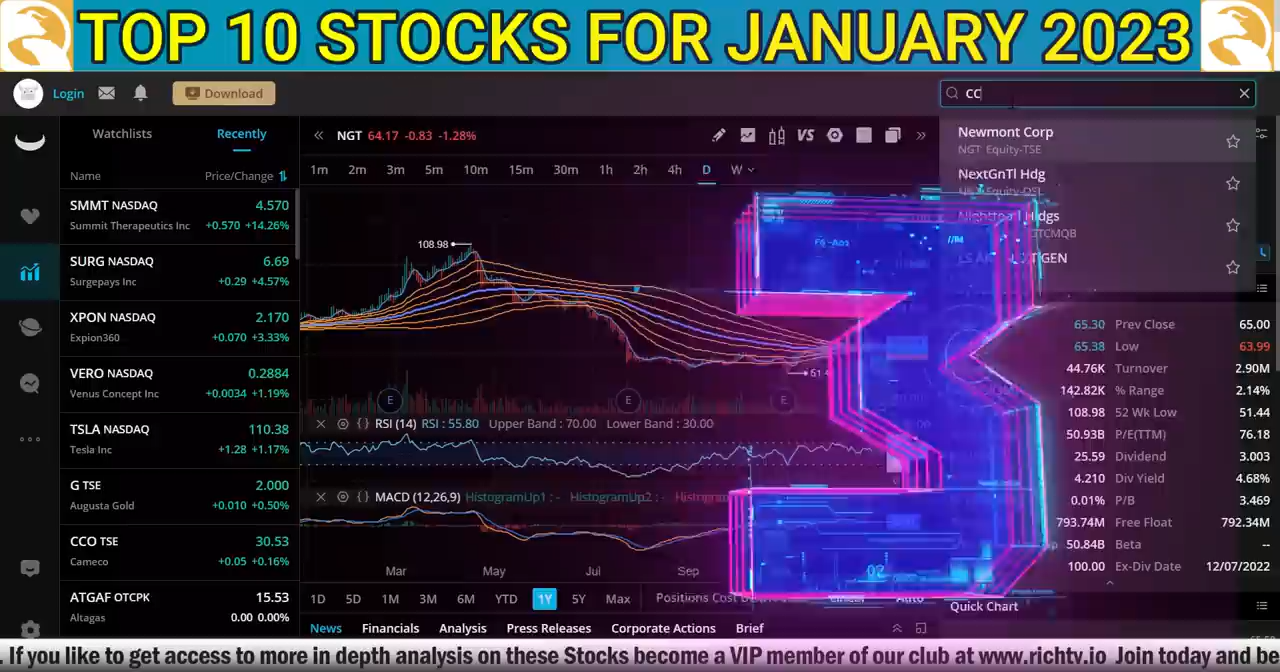 TOP 10 STOCKS FOR JANUARY 2023
Login
Download
CC
Watchlists
Recently
Name
Price/Change
SMMT NASDAQ
4.570
Summit Therapeutics Inc
+0.570 +14.26%
SURG NASDAQ
6.69
Surgepays Inc
+0.29 +4.57%
XPON NASDAQ
2.170
Expion360
+0.070 +3.33%
VERO NASDAQ
0.2884
Venus Concept Inc
+0.0034 +1.19%
TSLA NASDAQ
110.38
Tesla Inc
+1.28 +1.17%
G TSE
2.000
Augusta Gold
+0.010 +0.50%
CCO TSE
30.53
Cameco
+0.05 +0.16%
ATGAF OTCPK
15.53
Altagas
0.00 0.00%
NGT 64.17 -0.83 -1.28%
VS
1m 2m 3m 5m 10m 15m 30m 1h 2h 4h D W
108.98
51.4
E E E
RSI (14) RSI : 55.80 Upper Band : 70.00 Lower Band : 30.00
MACD (12,26,9) HistogramUp1 : - HistogramUp2 : - Histogram
Mar May Jul Sep
1D 5D 1M 3M 6M YTD 1Y 5Y Max Positions Cost
Auto
News Financials Analysis Press Releases Corporate Actions Brief
3
Newmont Corp
NGT Equity-TSE
NextGnTl Hdg
Equity-
65.30 Prev Close 65.00
65.38 Low 63.99
44.76K Turnover 2.90M
142.82K % Range 2.14%
108.98 52 Wk Low 51.44
50.93B P/E(TTM) 76.18
25.59 Dividend 3.003
4.210 Div Yield 4.68%
0.01% P/B 3.469
793.74M Free Float 792.34M
50.84B Beta --
100.00 Ex-Div Date 12/07/2022
Quick Chart
. If you like to get access to more in depth analysis on these Stocks become a VIP member of our club at www.richtv.io Join today and be